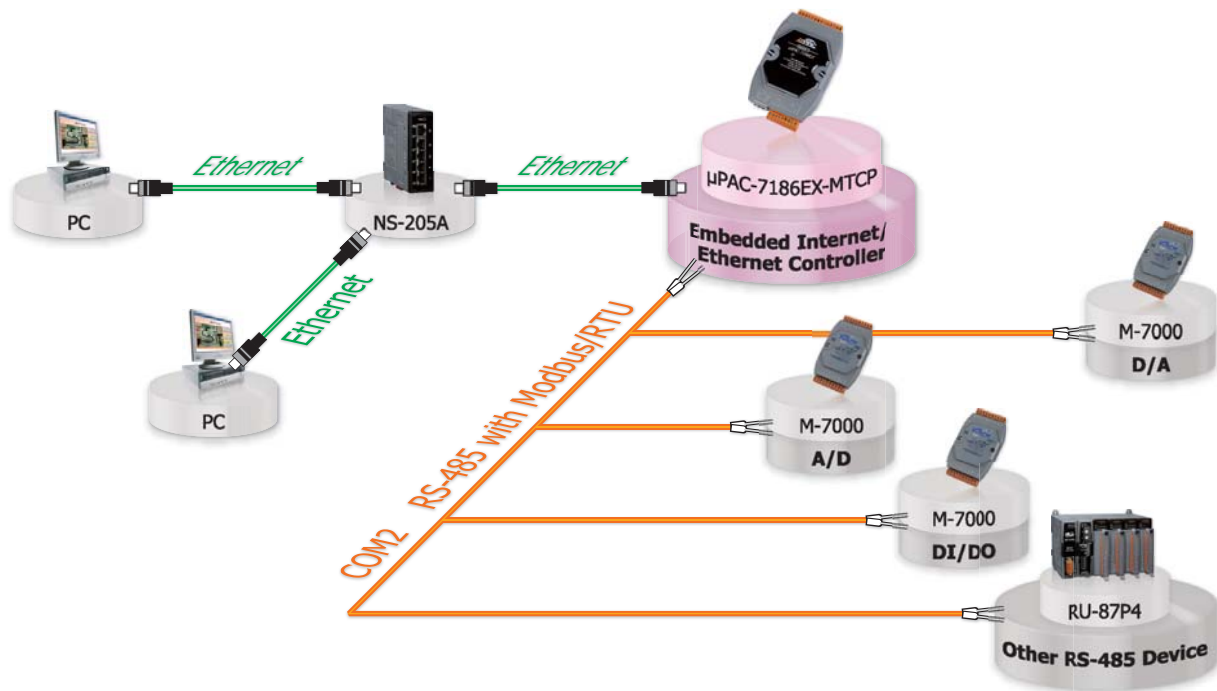 Ethernet
Ethernet
PC
NS-205A
µPAC-7186EX-MTCP
Embedded Internet/
Ethernet Controller
Ethernet
PC
RS-485 with Modbus/RTU
COM2
M-7000
D/A
M-7000
A/D
M-7000
DI/DO
RU-87P4
Other RS-485 Device